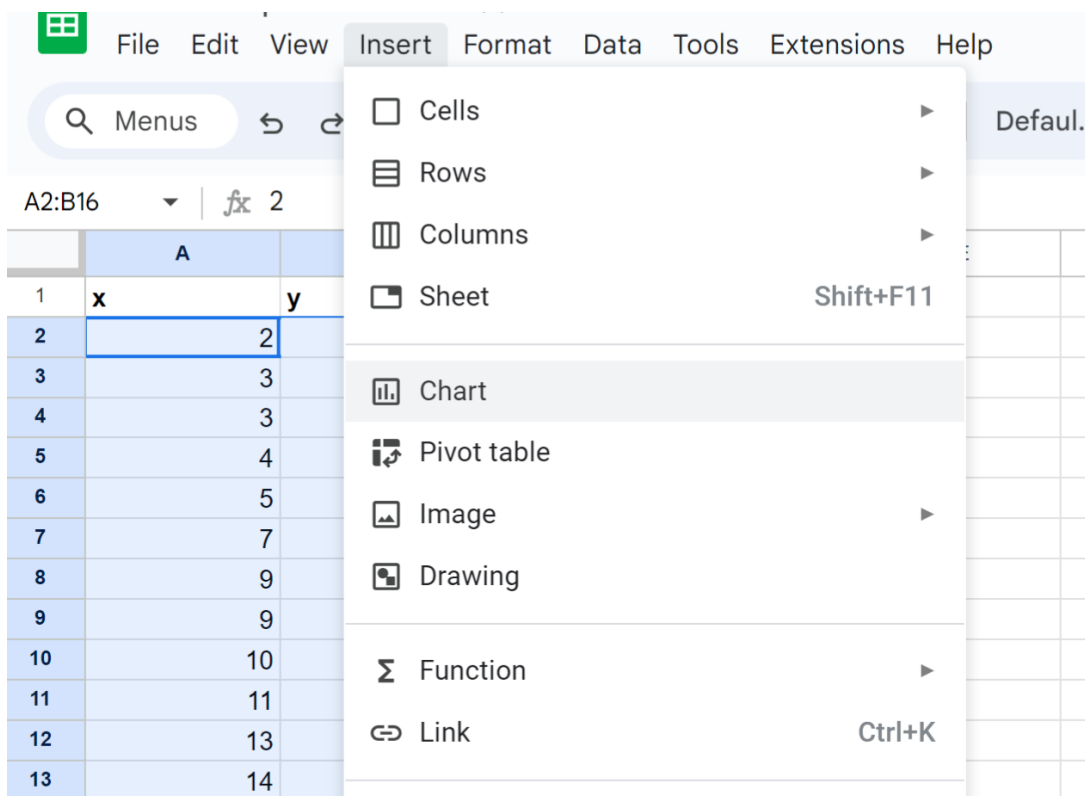 File Edit View Insert Format Data Tools Extensions Help
Menus Defaul.
A2:B16 fx 2
A
1 x y
2 2
3 3
4 3
5 4
6 5
7 7
8 9
9 9
10 10
11 11
12 13
13 14
Cells
Rows
Columns
Sheet Shift+F11
Chart
Pivot table
Image
Drawing
Function
Link Ctrl+K